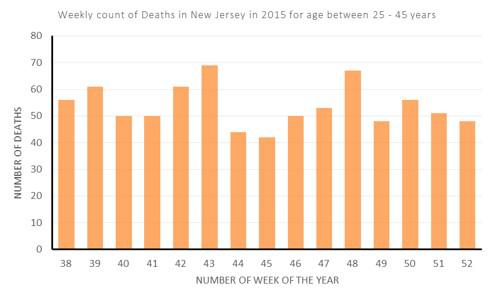 Weekly count of Deaths in New Jersey in 2015 for age between 25 - 45 years
80
70
60
50
40
30
20
10
0
NUMBER OF DEATHS
38 39 40 41 42 43 44 45 46 47 48 49 50 51 52
NUMBER OF WEEK OF THE YEAR